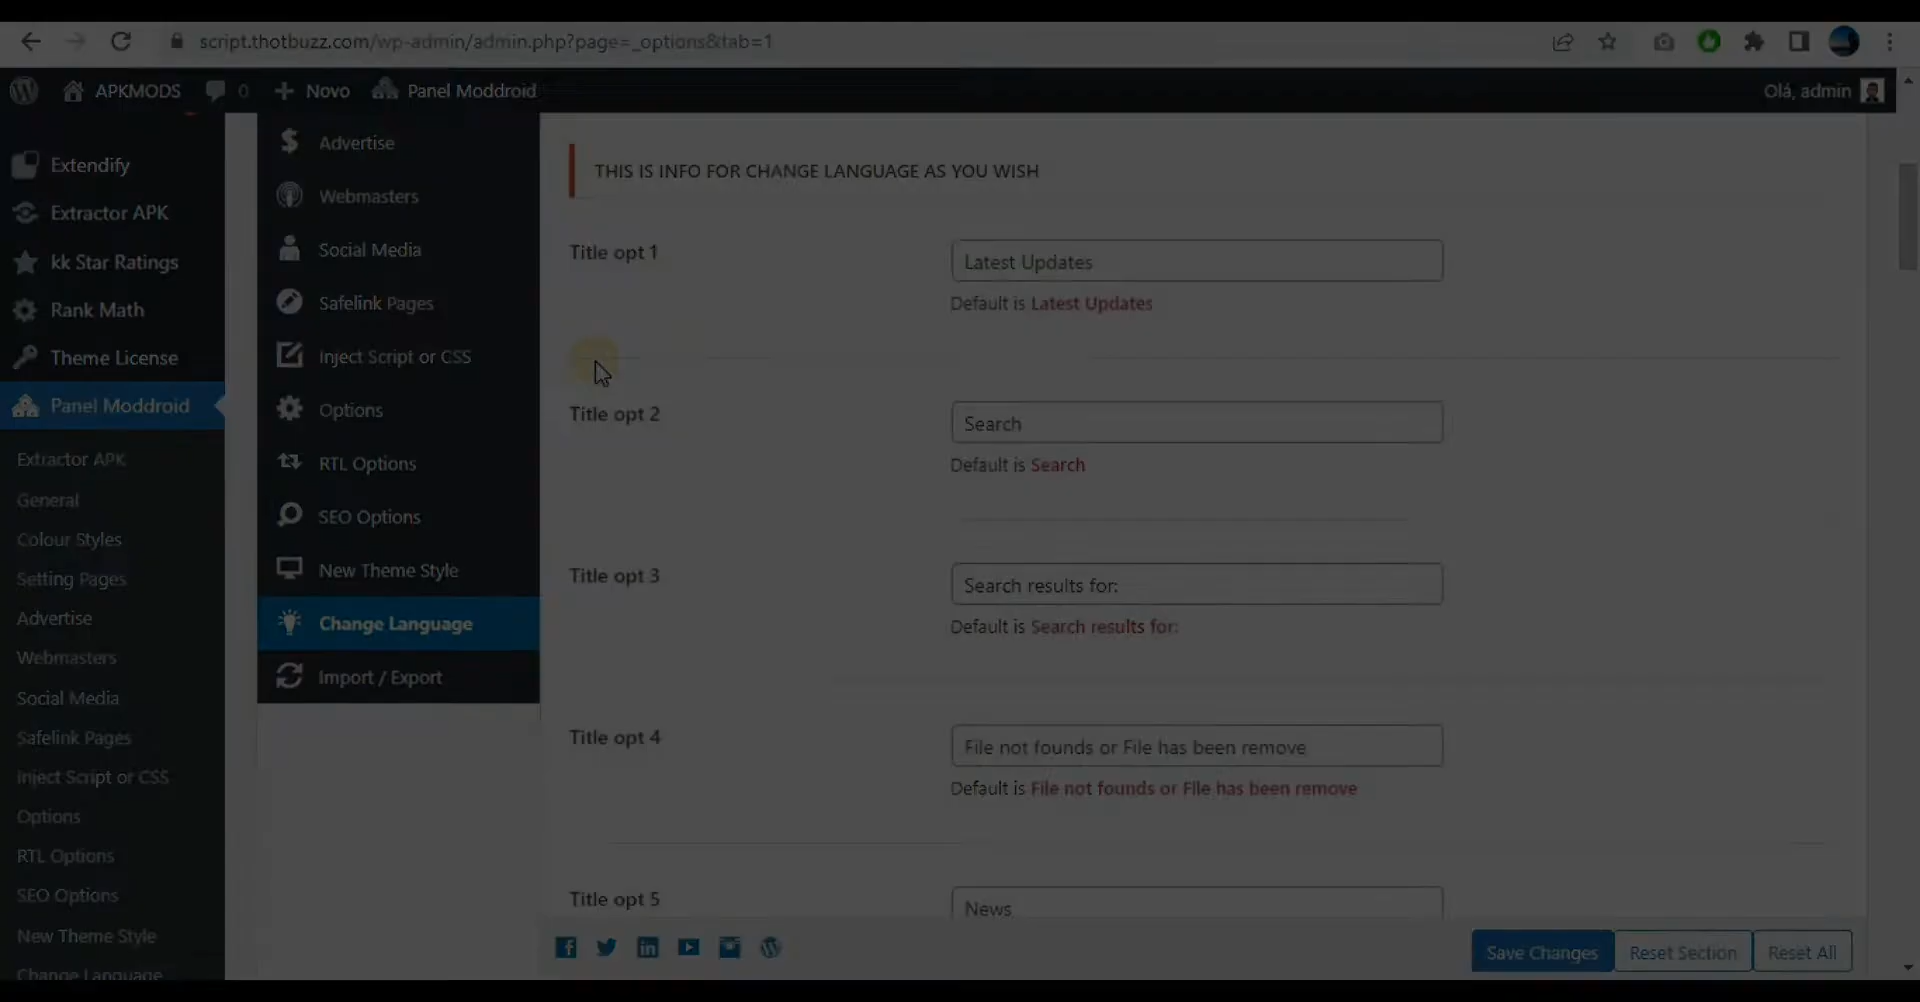 script.thotbuzz.com/wp-admin/admin.php?page=_options&tab=1
APKMODS
0
Novo
Panel Moddroid
Olá, admin
Extendify
Extractor APK
kk Star Ratings
Rank Math
Theme License
Panel Moddroid
Extractor APK
General
Colour Styles
Setting Pages
Advertise
Webmasters
Social Media
Safelink Pages
Inject Script or CSS
Options
RTL Options
SEO Options
New Theme Style
Change Language
Advertise
Webmasters
Social Media
Safelink Pages
Inject Script or CSS
Options
RTL Options
SEO Options
New Theme Style
Change Language
Import / Export
THIS IS INFO FOR CHANGE LANGUAGE AS YOU WISH
Title opt 1
Latest Updates
Default is Latest Updates
Title opt 2
Search
Default is Search
Title opt 3
Search results for:
Default is Search results for:
Title opt 4
File not founds or File has been remove
Default is File not founds or File has been remove
Title opt 5
News
Save Changes
Reset Section
Reset All